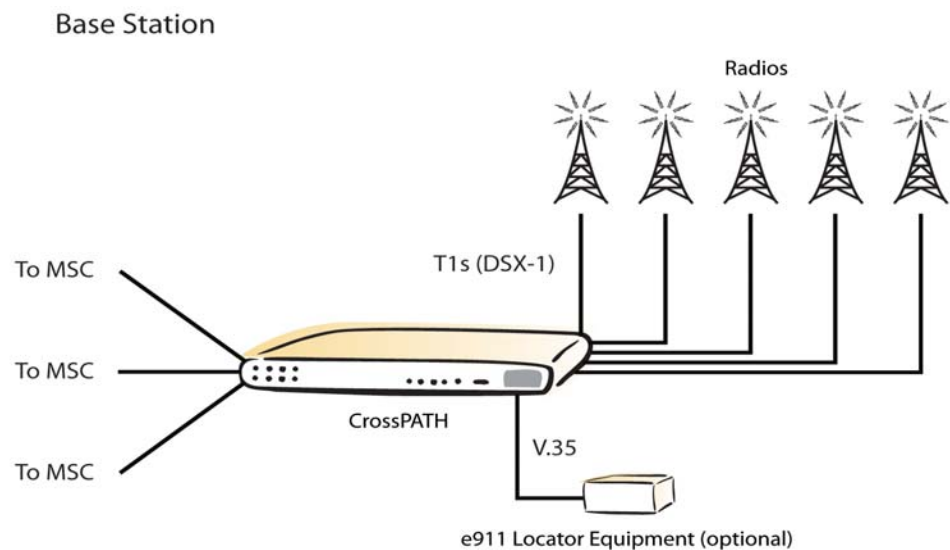 Base Station
Radios
T1s (DSX-1)
To MSC
To MSC
To MSC
CrossPATH
V.35
e911 Locator Equipment (optional)